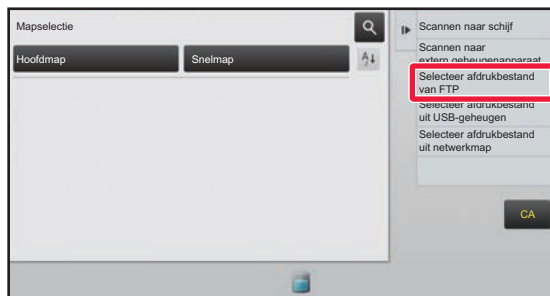 Mapselectie
Hoofdmap
Snelmap
A
Z
Scannen naar schijf
Scannen naar
extern geheugenapparaat
Selecteer afdrukbestand
van FTP
Selecteer afdrukbestand
uit USB-geheugen
Selecteer afdrukbestand
uit netwerkmap
CA